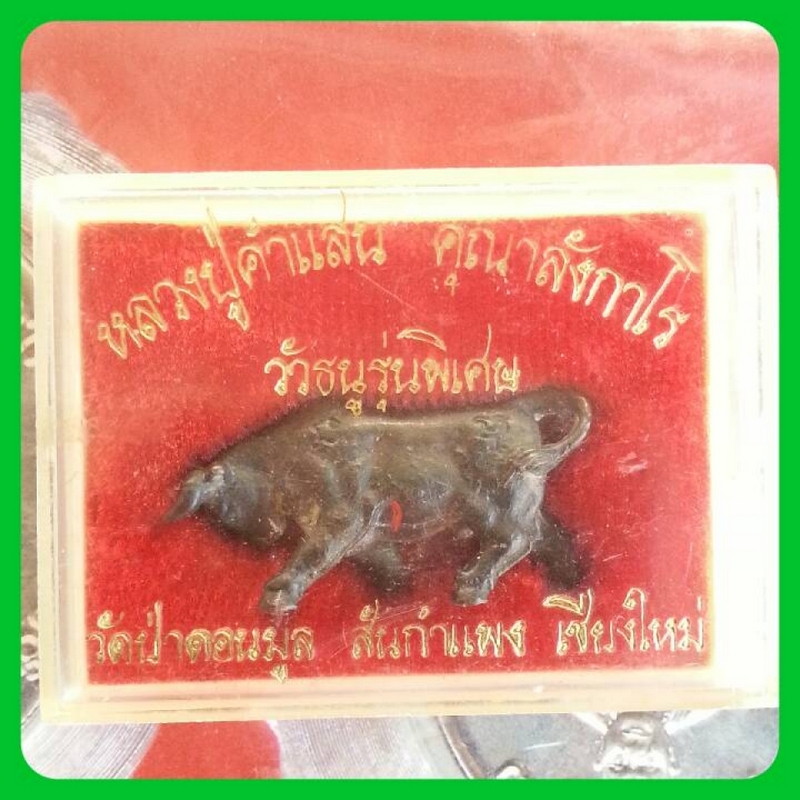 หลวงปู่คำแสน คุณาลังกาโร
วัวธนูรุ่นพิเศษ
วัดป่าดอนมูล สันกำแพง เชียงใหม่